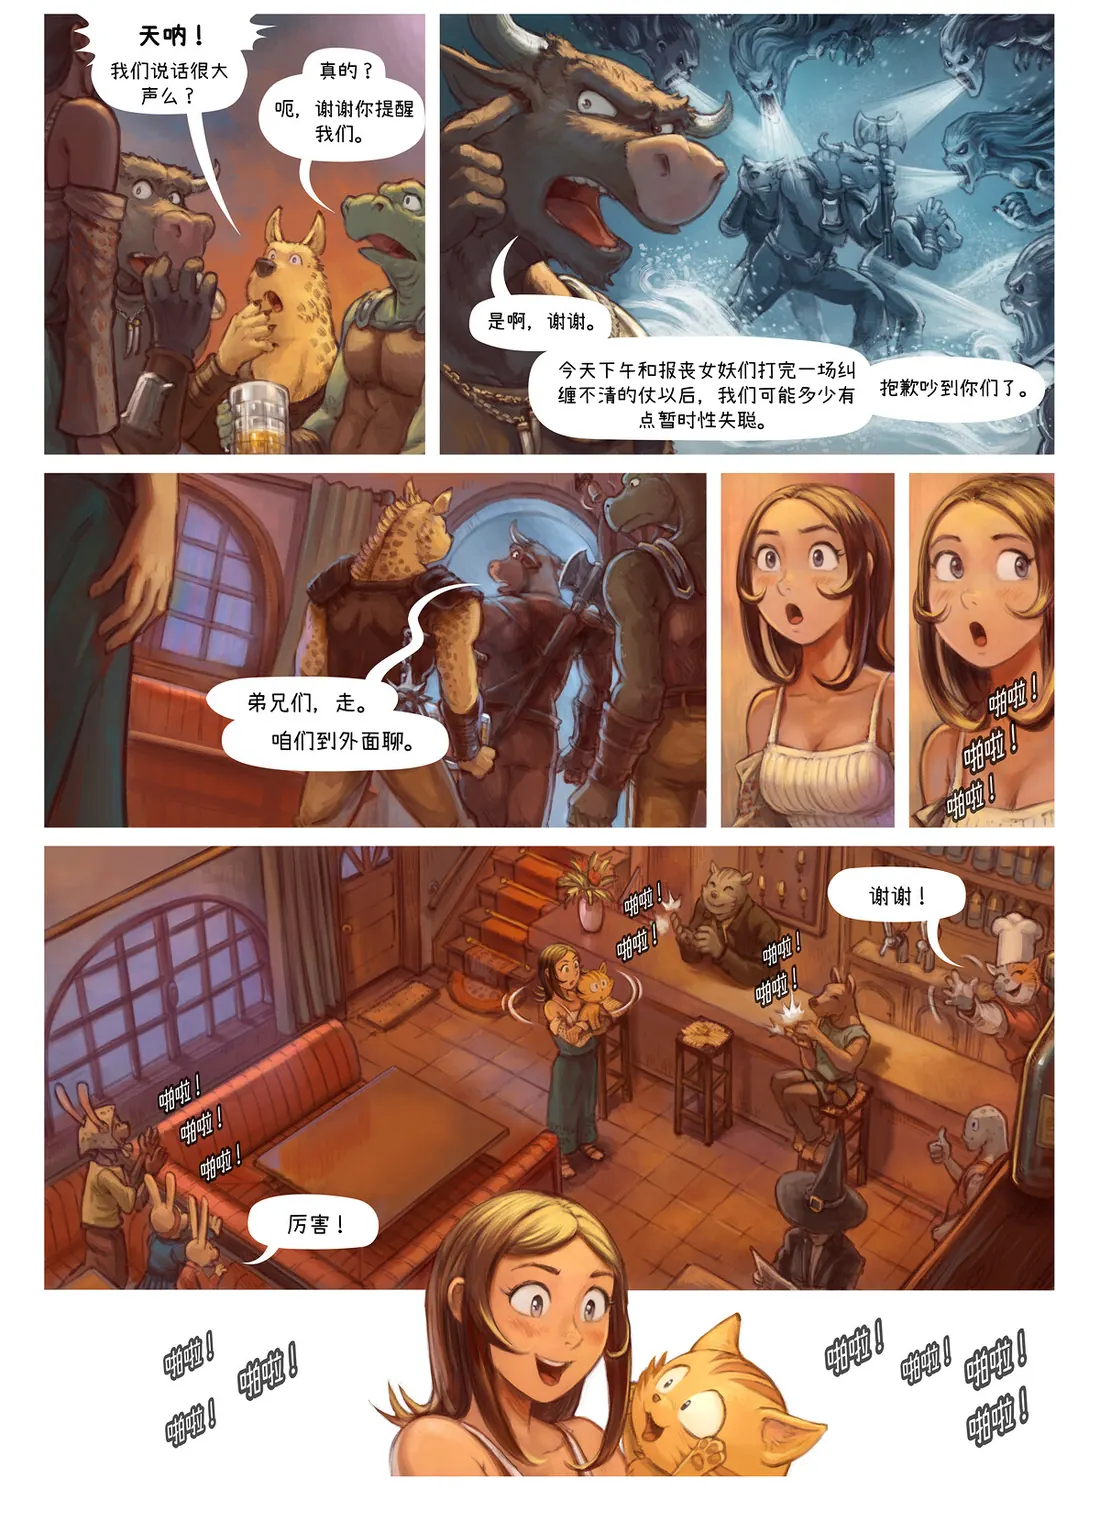 天呐！
我们说话很大
声么？
真的？
呃，谢谢你提醒
我们。
是啊，谢谢。
今天下午和报丧女妖们打完一场纠
缠不清的仗以后，我们可能多少有
点暂时性失聪。
抱歉吵到你们了。
弟兄们，走。
咱们到外面聊。
啪啦！
啪啦！
啪啦！
啪啦！
啪啦！
啪啦！
啪啦！
谢谢！
啪啦！
啪啦！
啪啦！
厉害！
啪啦！
啪啦！
啪啦！
啪啦！
啪啦！
啪啦！
啪啦！